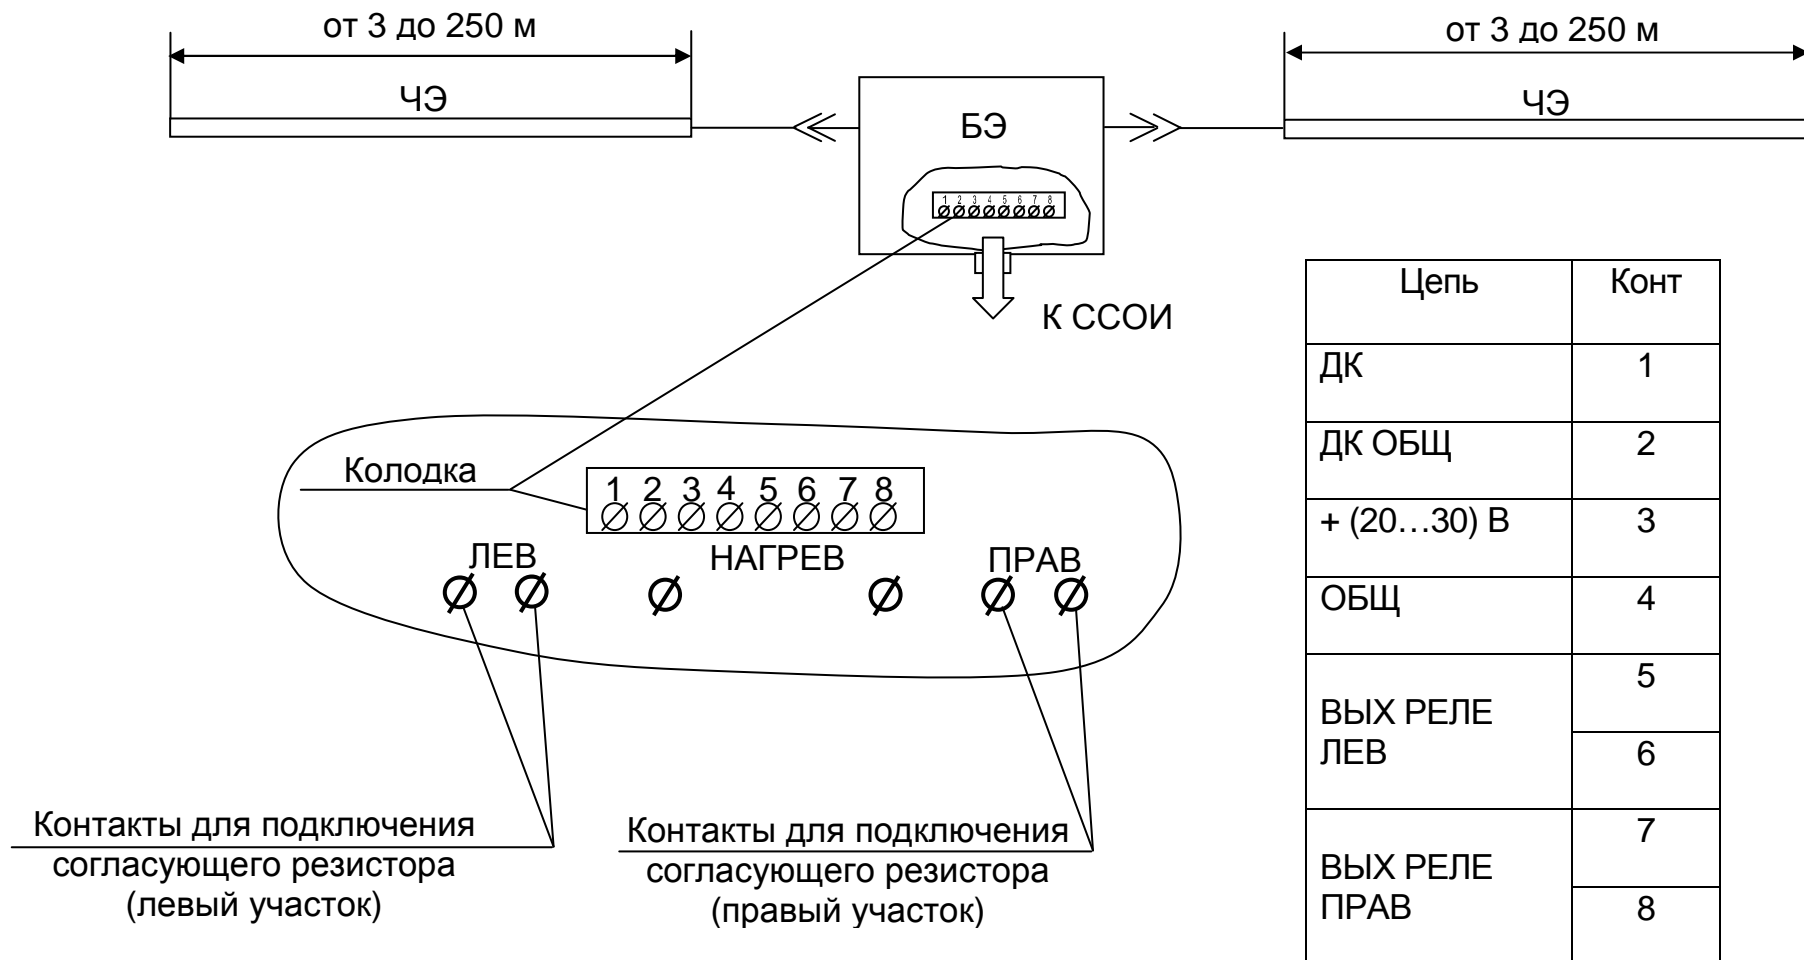 от 3 до 250 м
от 3 до 250 м
ЧЭ
ЧЭ
БЭ
1 2 3 4 5 6 7 8
К ССОИ
Колодка
1 2 3 4 5 6 7 8
ЛЕВ
НАГРЕВ
ПРАВ
Контакты для подключения
согласующего резистора
(левый участок)
Контакты для подключения
согласующего резистора
(правый участок)
Цепь Конт
ДК 1
ДК ОБЩ 2
+ (20…30) В 3
ОБЩ 4
ВЫХ РЕЛЕ
ЛЕВ
5
6
ВЫХ РЕЛЕ
ПРАВ
7
8